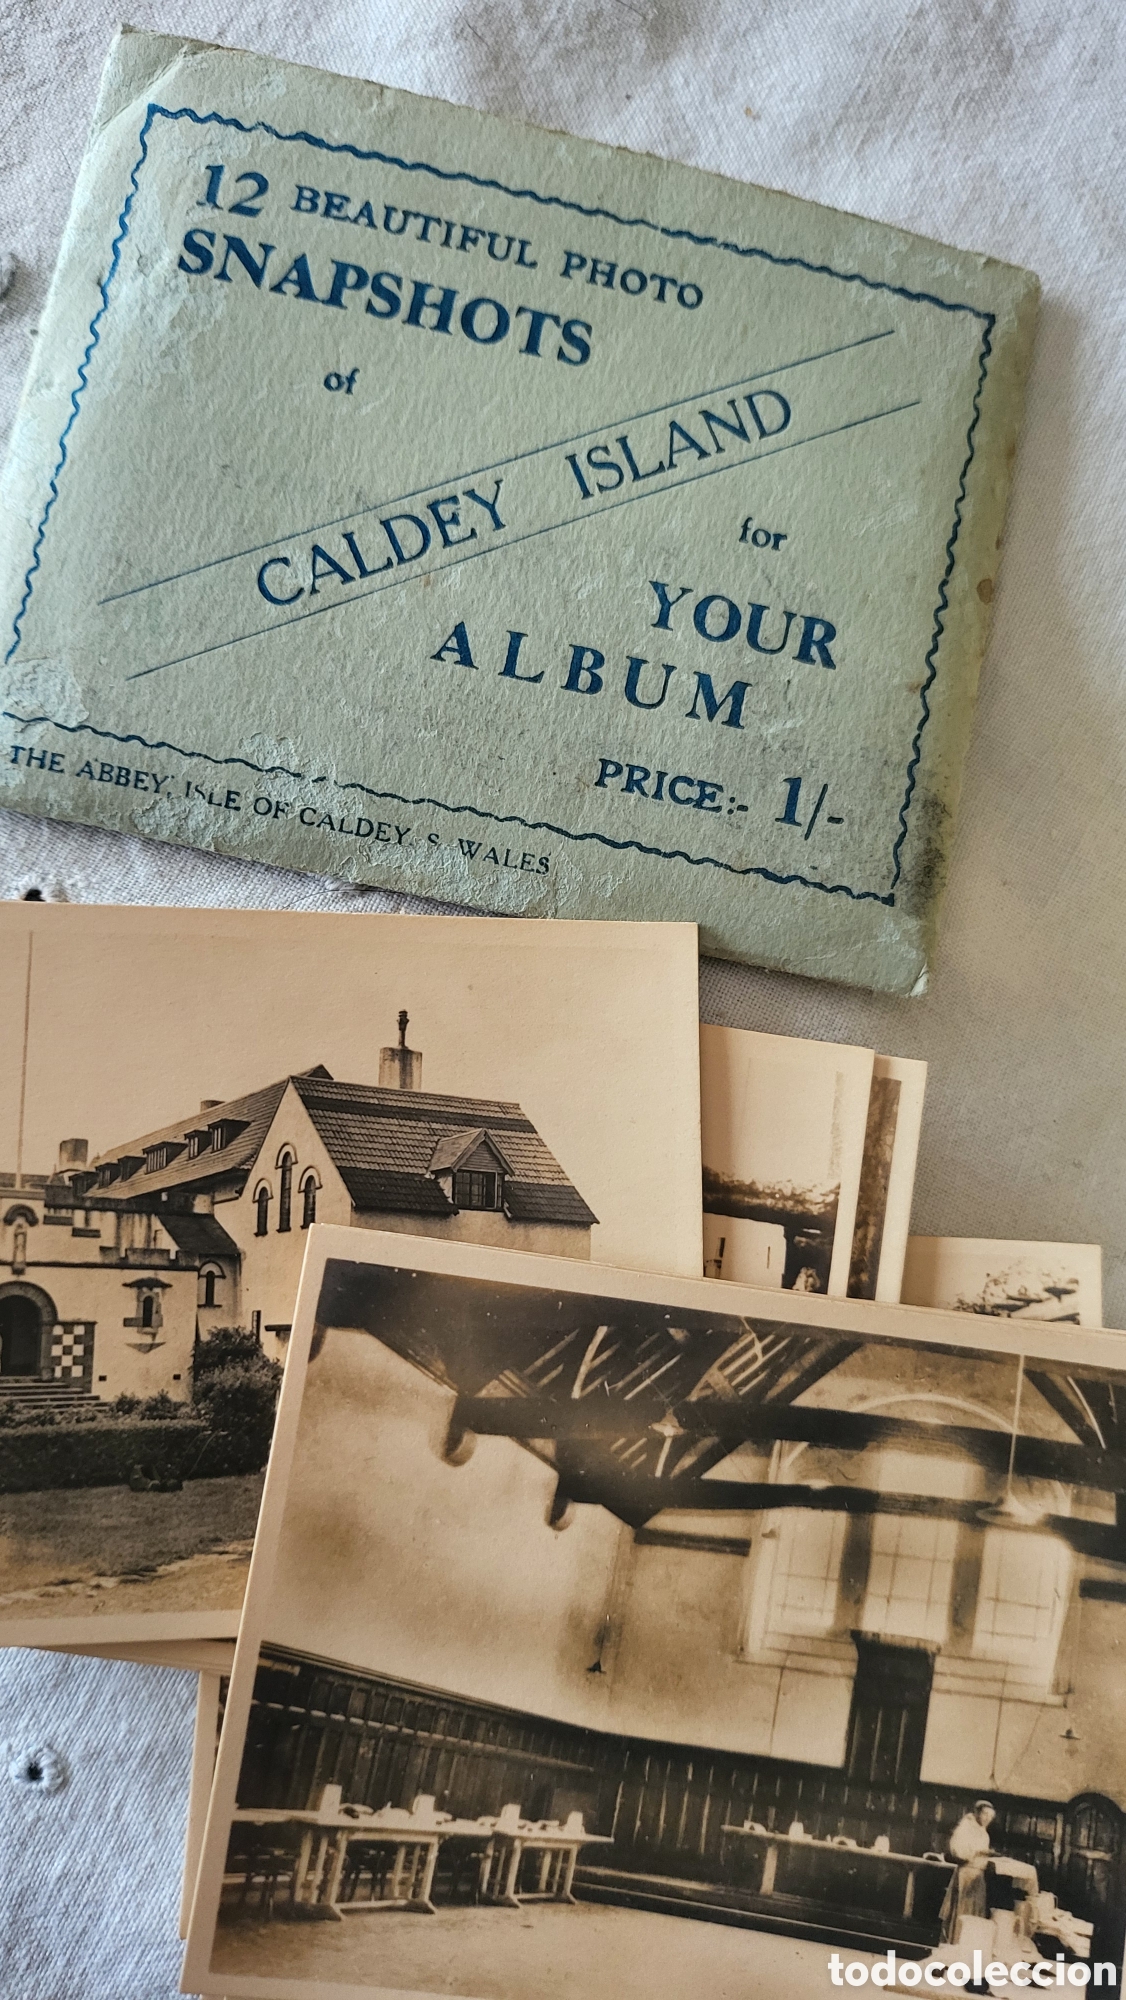 12 BEAUTIFUL PHOTO
SNAPSHOTS
of
CALDEY ISLAND
for
YOUR
ALBUM
PRICE:- 1/-
THE ABBEY, ISLE OF CALDEY, S. WALES
todocoleccion